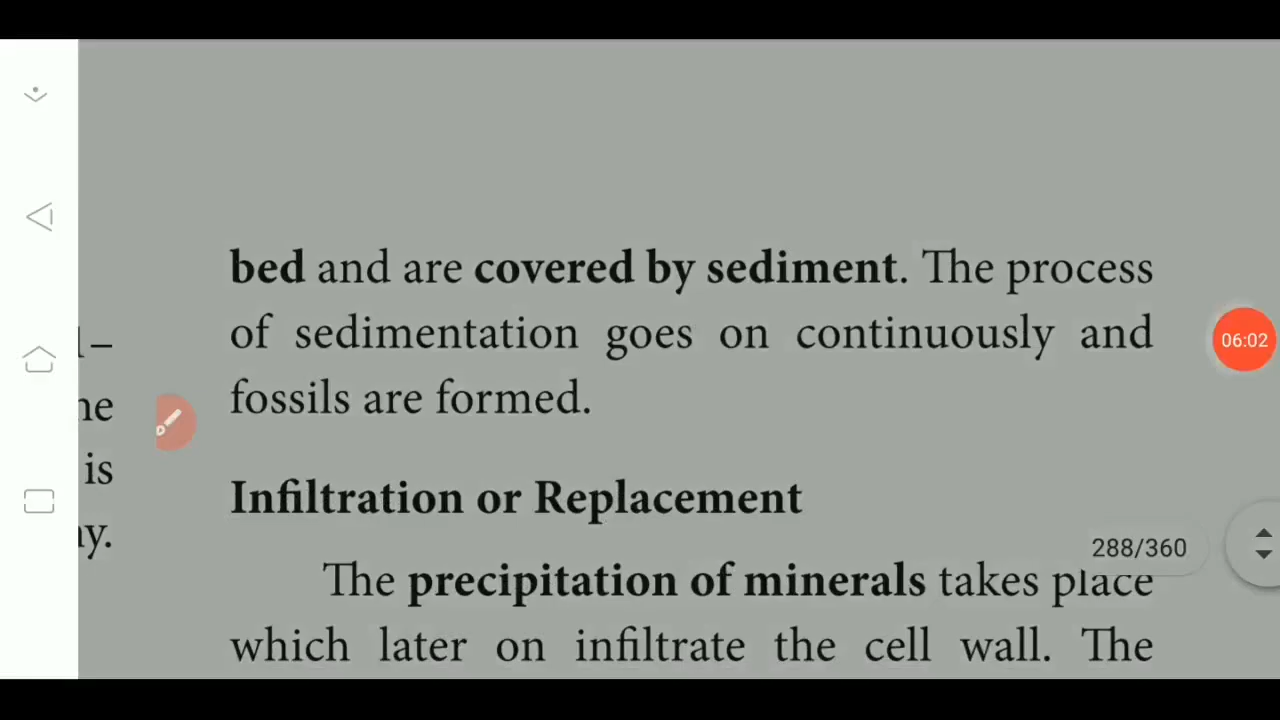 bed and are covered by sediment. The process
of sedimentation goes on continuously and
fossils are formed.
Infiltration or Replacement
The precipitation of minerals takes place
which later on infiltrate the cell wall. The
is
06:02
288/360